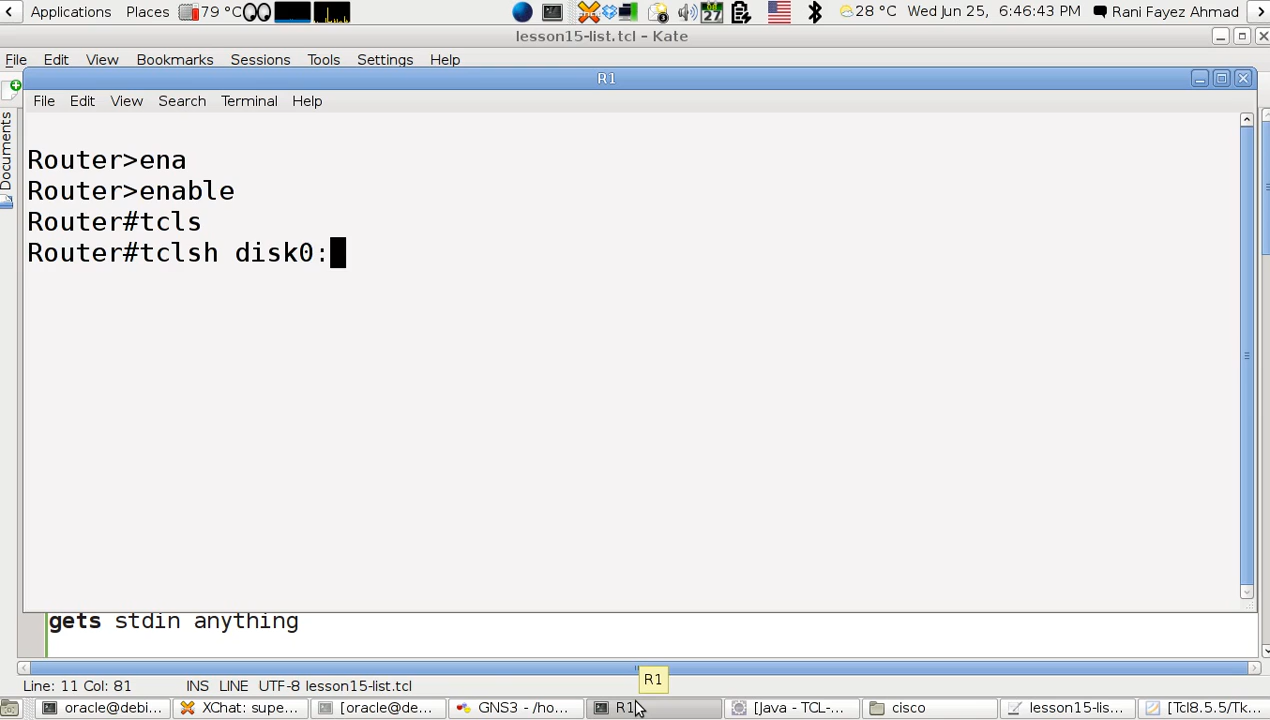 Applications Places 79 °C 27 28 °C Wed Jun 25, 6:46:43 PM Rani Fayez Ahmad
lesson15-list.tcl - Kate
File Edit View Bookmarks Sessions Tools Settings Help
R1
File Edit View Search Terminal Help
Documents
Router>ena
Router>enable
Router#tcls
Router#tclsh disk0:
gets stdin anything
R1
Line: 11 Col: 81 INS LINE UTF-8 lesson15-list.tcl
oracle@debi... XChat: supe... [oracle@de... GNS3 - /ho... R1 [Java - TCL-... cisco lesson15-lis... [Tcl8.5.5/Tk...